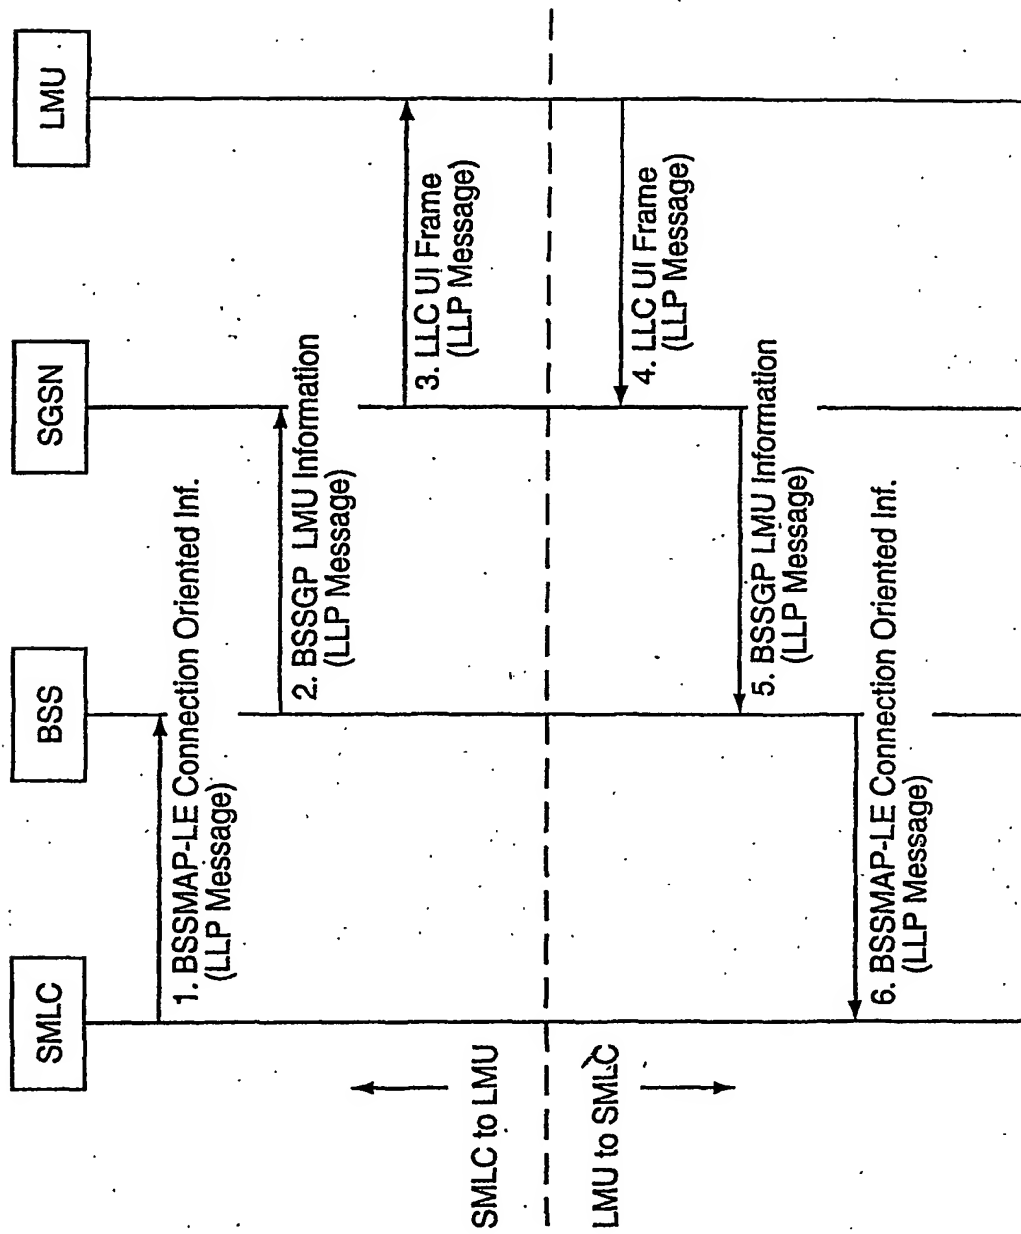 SMLC
BSS
SGSN
LMU
1. BSSMAP-LE Connection Oriented Inf.
(LLP Message)
2. BSSGP LMU Information
(LLP Message)
3. LLC UI Frame
(LLP Message)
SMLC to LMU
LMU to SMLC
4. LLC UI Frame
(LLP Message)
5. BSSGP LMU Information
(LLP Message)
6. BSSMAP-LE Connection Oriented Inf.
(LLP Message)